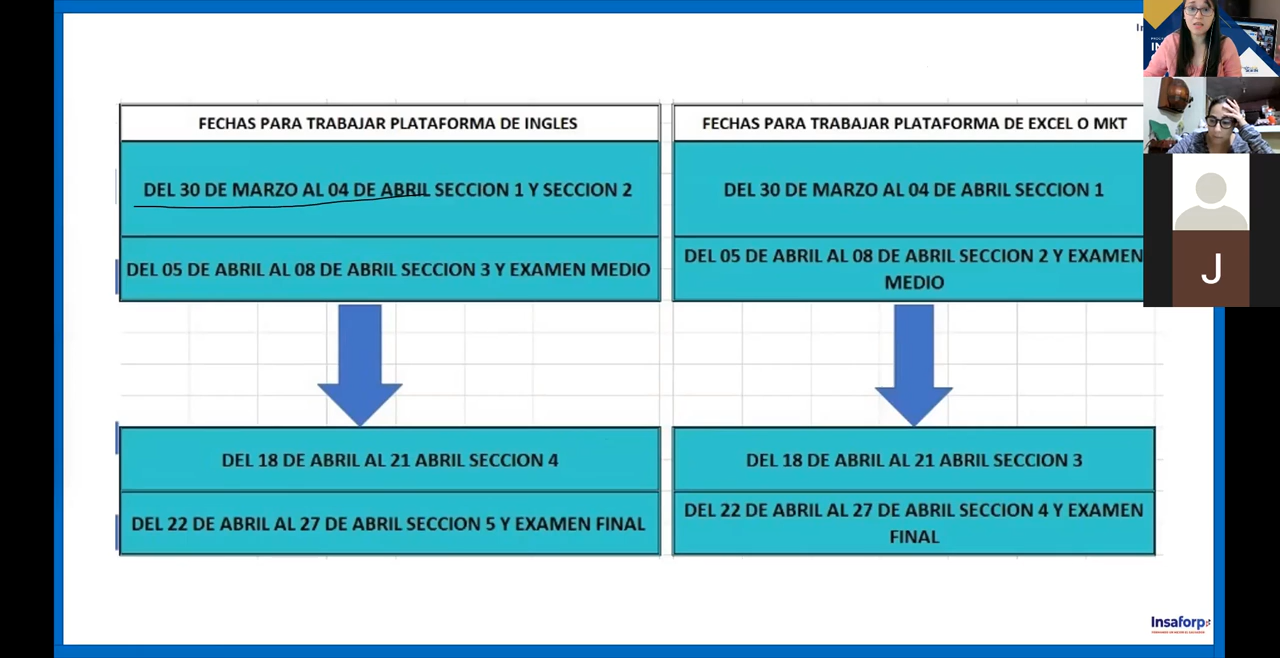 FECHAS PARA TRABAJAR PLATAFORMA DE INGLES
DEL 30 DE MARZO AL 04 DE ABRIL SECCION 1 Y SECCION 2
DEL 05 DE ABRIL AL 08 DE ABRIL SECCION 3 Y EXAMEN MEDIO
DEL 18 DE ABRIL AL 21 ABRIL SECCION 4
DEL 22 DE ABRIL AL 27 DE ABRIL SECCION 5 Y EXAMEN FINAL
FECHAS PARA TRABAJAR PLATAFORMA DE EXCEL O MKT
DEL 30 DE MARZO AL 04 DE ABRIL SECCION 1
DEL 05 DE ABRIL AL 08 DE ABRIL SECCION 2 Y EXAMEN
MEDIO
DEL 18 DE ABRIL AL 21 ABRIL SECCION 3
DEL 22 DE ABRIL AL 27 DE ABRIL SECCION 4 Y EXAMEN
FINAL
J
Insaforp